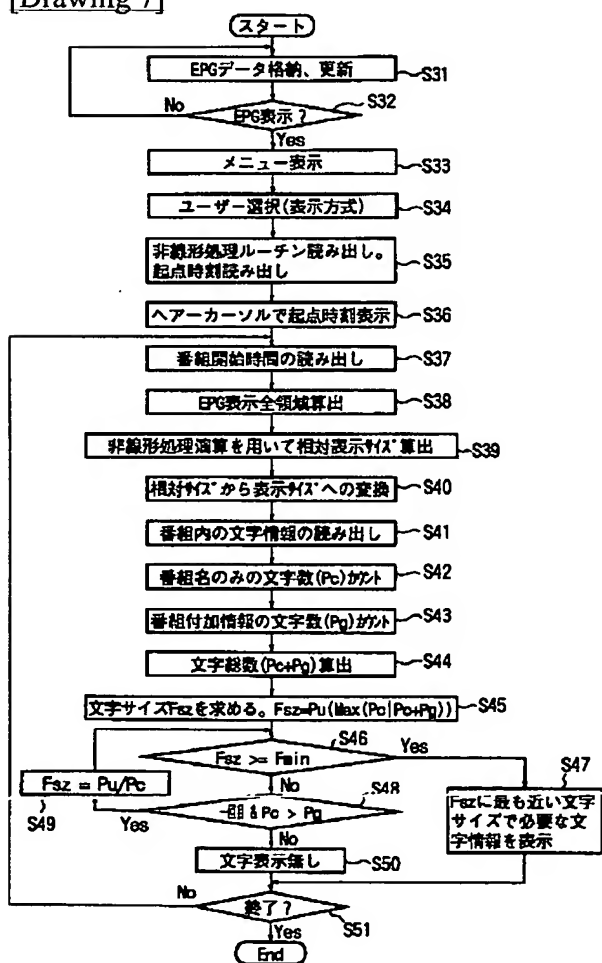 [Drawing 7]
スタート
EPGデータ格納、更新
S31
No
S32
EPG表示?
Yes
メニュー表示
S33
ユーザー選択(表示方式)
S34
非線形処理ルーチン読み出し。
起点時刻読み出し
S35
ヘアーカーソルで起点時刻表示
S36
番組開始時間の読み出し
S37
EPG表示全領域算出
S38
非線形処理演算を用いて相対表示サイズ算出
S39
相対サイズから表示サイズへの変換
S40
番組内の文字情報の読み出し
S41
番組名のみの文字数(Pc)カウント
S42
番組付加情報の文字数(Pg)カウント
S43
文字総数(Pc+Pg)算出
S44
文字サイズFszを求める。Fsz=Pu(Max(Pc|Pc+Pg))
S45
S46
Fsz >= Fmin
Yes
S47
No
Fsz = Pu/Pc
S48
S49
Yes
一回&Pc > Pg
Fszに最も近い文字
サイズで必要な文
字情報を表示
No
文字表示無し
S50
No
終了?
S51
Yes
End